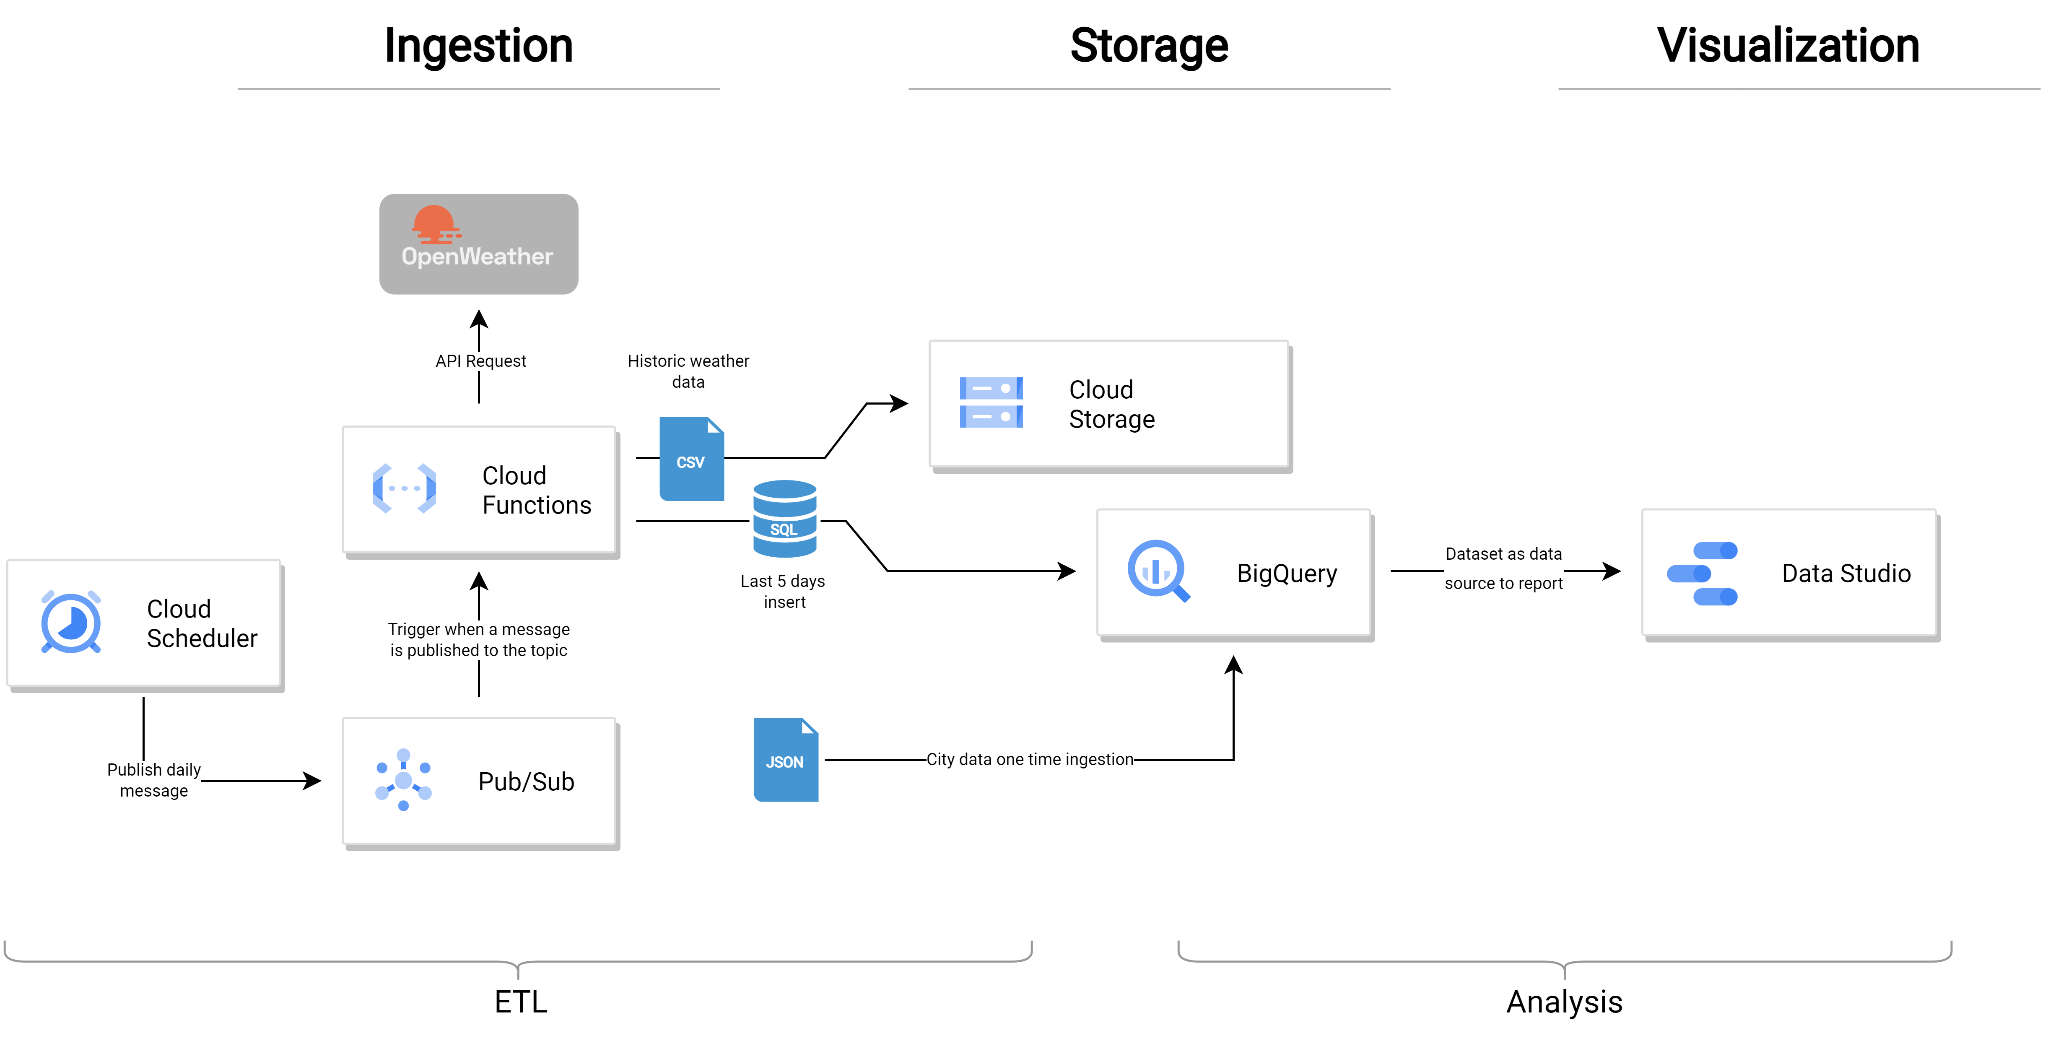 Ingestion
Storage
Visualization
OpenWeather
API Request
Historic weather
data
Cloud
Storage
CSV
Cloud
Functions
SQL
Last 5 days
insert
BigQuery
Dataset as data
source to report
Data Studio
Cloud
Scheduler
Trigger when a message
is published to the topic
Publish daily
message
Pub/Sub
JSON
City data one time ingestion
ETL
Analysis